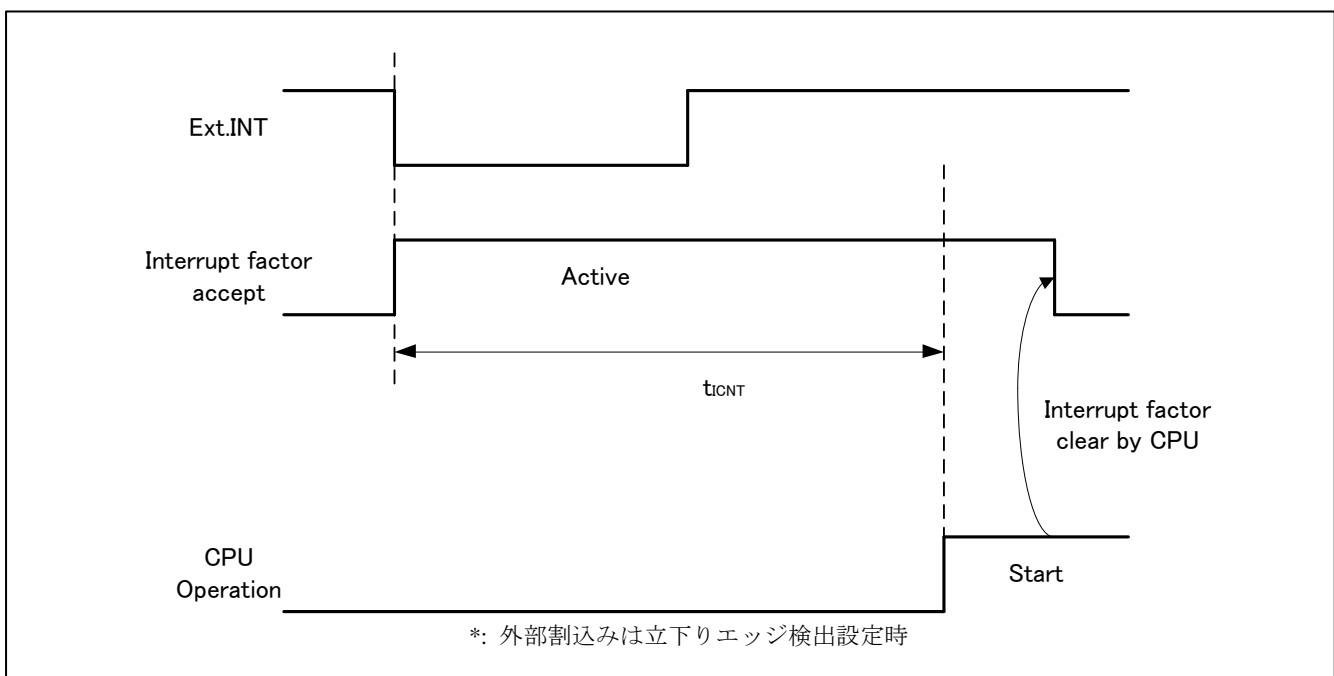 Ext.INT
Interrupt factor
accept
Active
tICNT
Interrupt factor
clear by CPU
CPU
Operation
Start
*: 外部割込みは立下りエッジ検出設定時